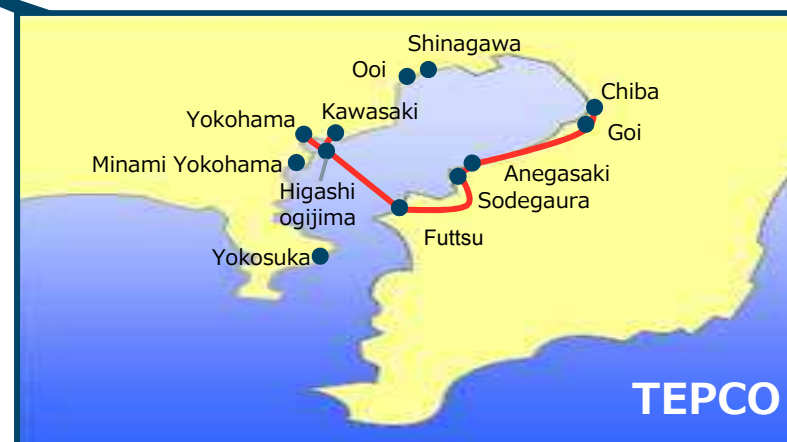 Shinagawa
Ooi
Chiba
Kawasaki
Yokohama
Goi
Minami Yokohama
Anegasaki
Higashi
ogijima
Sodegaura
Futtsu
Yokosuka
TEPCO